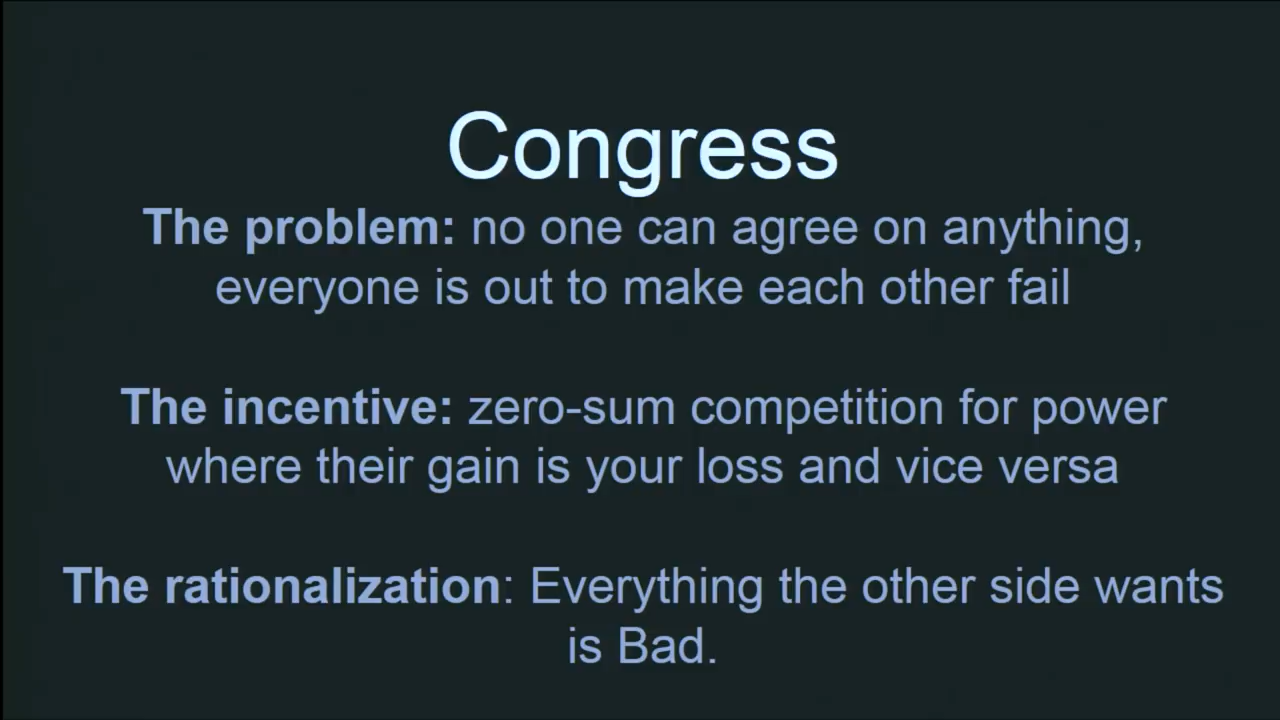 Congress
The problem: no one can agree on anything,
everyone is out to make each other fail
The incentive: zero-sum competition for power
where their gain is your loss and vice versa
The rationalization: Everything the other side wants
is Bad.